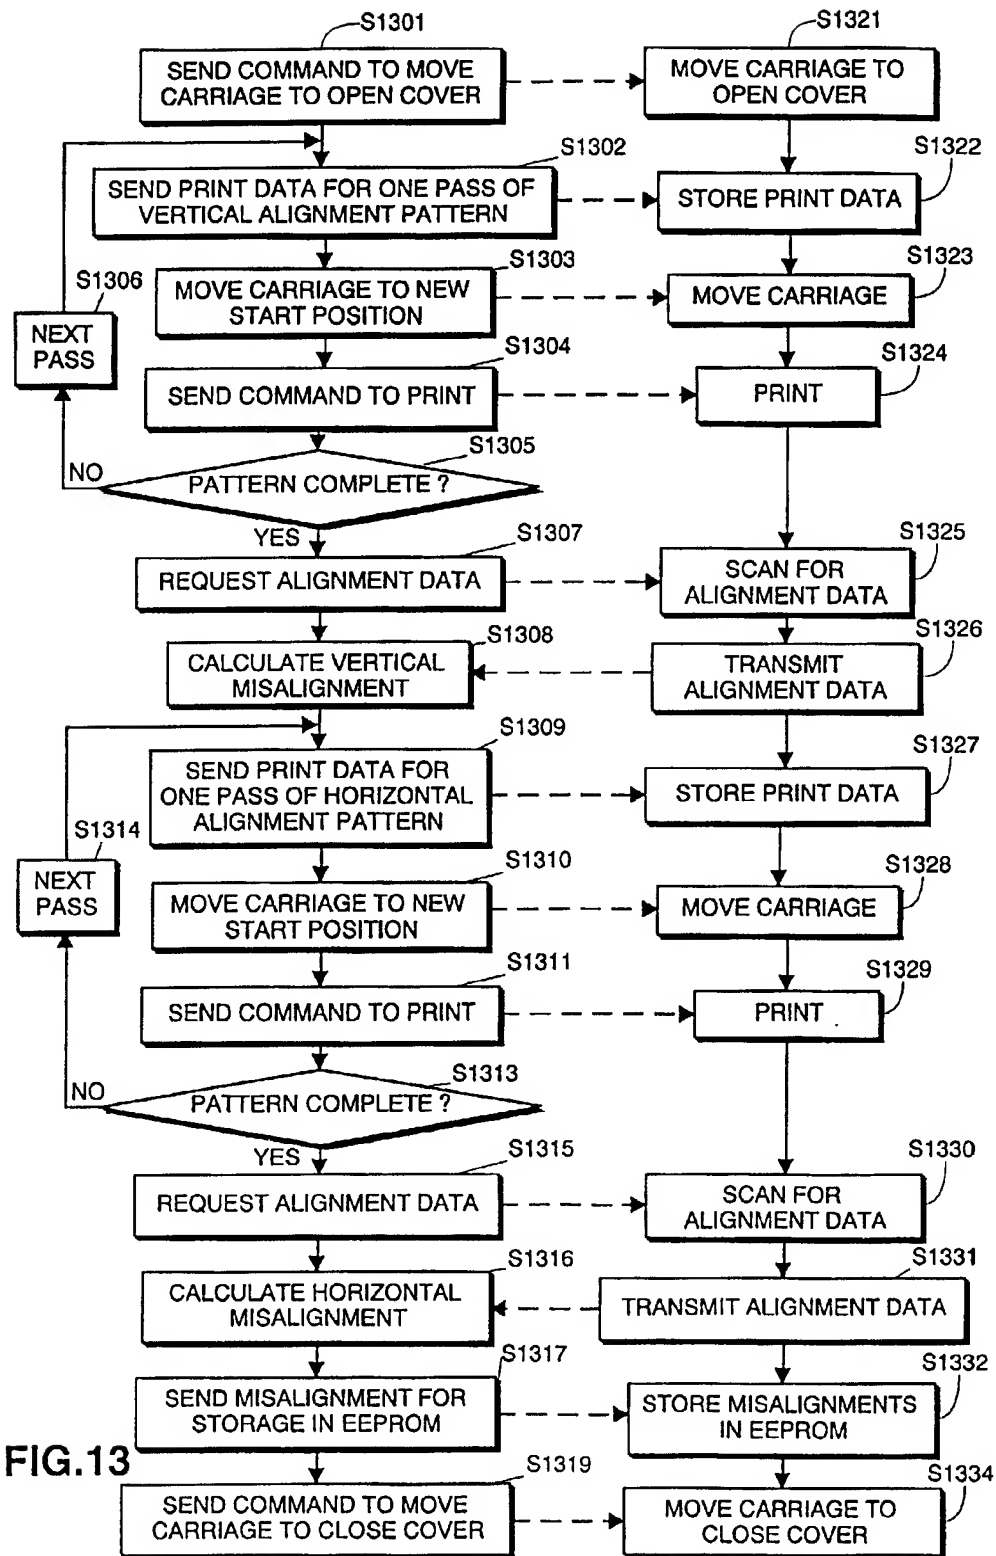 S1301
SEND COMMAND TO MOVE
CARRIAGE TO OPEN COVER
S1321
MOVE CARRIAGE TO
OPEN COVER
S1302
SEND PRINT DATA FOR ONE PASS OF
VERTICAL ALIGNMENT PATTERN
S1322
STORE PRINT DATA
S1303
MOVE CARRIAGE TO NEW
START POSITION
S1323
MOVE CARRIAGE
S1306
NEXT
PASS
S1304
SEND COMMAND TO PRINT
S1324
PRINT
S1305
PATTERN COMPLETE ?
NO
YES
S1307
REQUEST ALIGNMENT DATA
S1325
SCAN FOR
ALIGNMENT DATA
S1308
CALCULATE VERTICAL
MISALIGNMENT
S1326
TRANSMIT
ALIGNMENT DATA
S1309
SEND PRINT DATA FOR
ONE PASS OF HORIZONTAL
ALIGNMENT PATTERN
S1327
STORE PRINT DATA
S1314
NEXT
PASS
S1310
MOVE CARRIAGE TO NEW
START POSITION
S1328
MOVE CARRIAGE
S1311
SEND COMMAND TO PRINT
S1329
PRINT
S1313
PATTERN COMPLETE ?
NO
YES
S1315
REQUEST ALIGNMENT DATA
S1330
SCAN FOR
ALIGNMENT DATA
S1316
CALCULATE HORIZONTAL
MISALIGNMENT
S1331
TRANSMIT ALIGNMENT DATA
S1317
SEND MISALIGNMENT FOR
STORAGE IN EEPROM
S1332
STORE MISALIGNMENTS
IN EEPROM
FIG.13
S1319
SEND COMMAND TO MOVE
CARRIAGE TO CLOSE COVER
S1334
MOVE CARRIAGE TO
CLOSE COVER